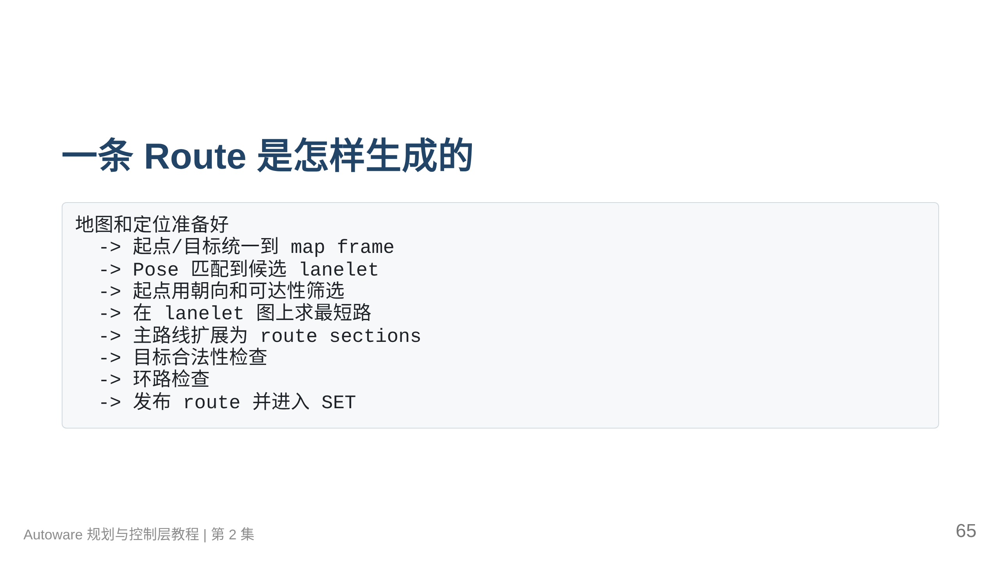 一条 Route 是怎样生成的
地图和定位准备好
  -> 起点/目标统一到 map frame
  -> Pose 匹配到候选 lanelet
  -> 起点用朝向和可达性筛选
  -> 在 lanelet 图上求最短路
  -> 主路线扩展为 route sections
  -> 目标合法性检查
  -> 环路检查
  -> 发布 route 并进入 SET
Autoware 规划与控制层教程 | 第 2 集
65